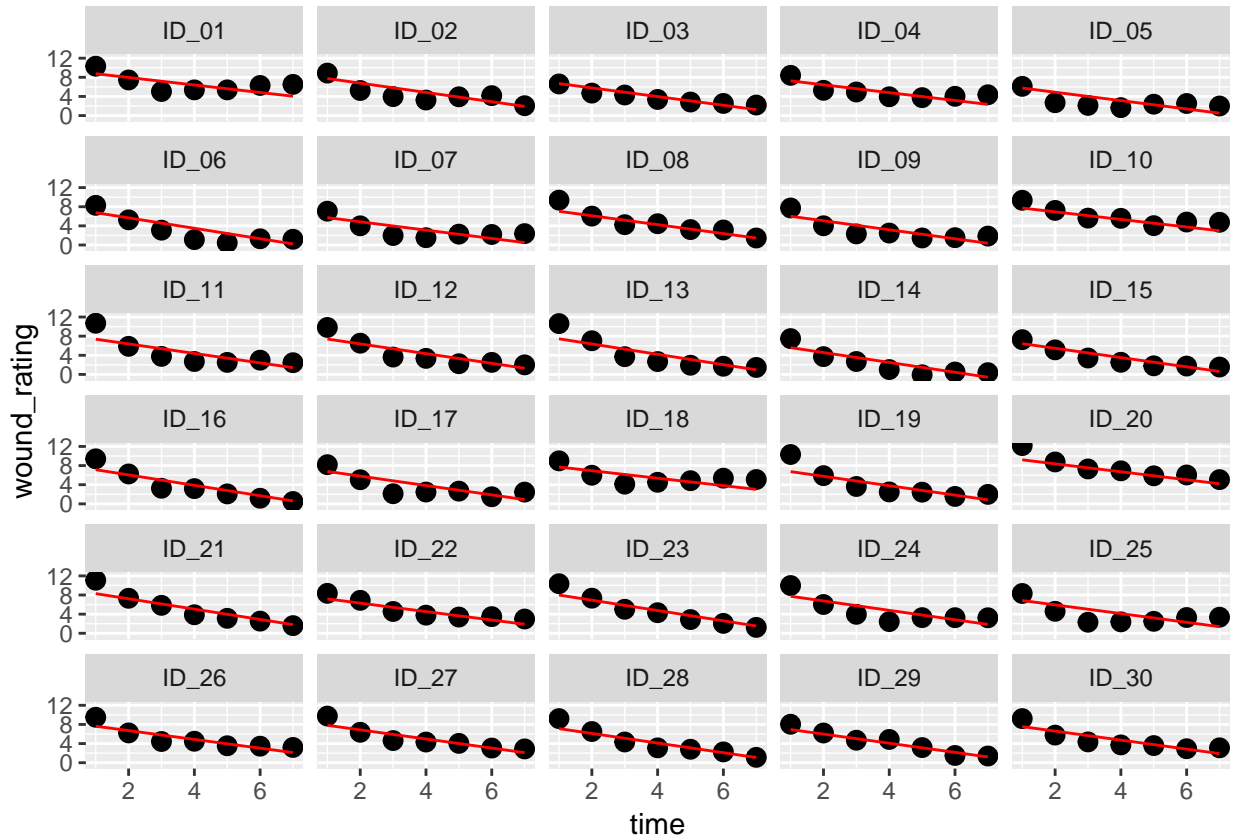 ID_01 ID_02 ID_03 ID_04 ID_05
12
8
4
0
ID_06 ID_07 ID_08 ID_09 ID_10
12
8
4
0
ID_11 ID_12 ID_13 ID_14 ID_15
12
8
4
0
wound_rating
ID_16 ID_17 ID_18 ID_19 ID_20
12
8
4
0
ID_21 ID_22 ID_23 ID_24 ID_25
12
8
4
0
ID_26 ID_27 ID_28 ID_29 ID_30
12
8
4
0
2 4 6 2 4 6 2 4 6 2 4 6 2 4 6
time